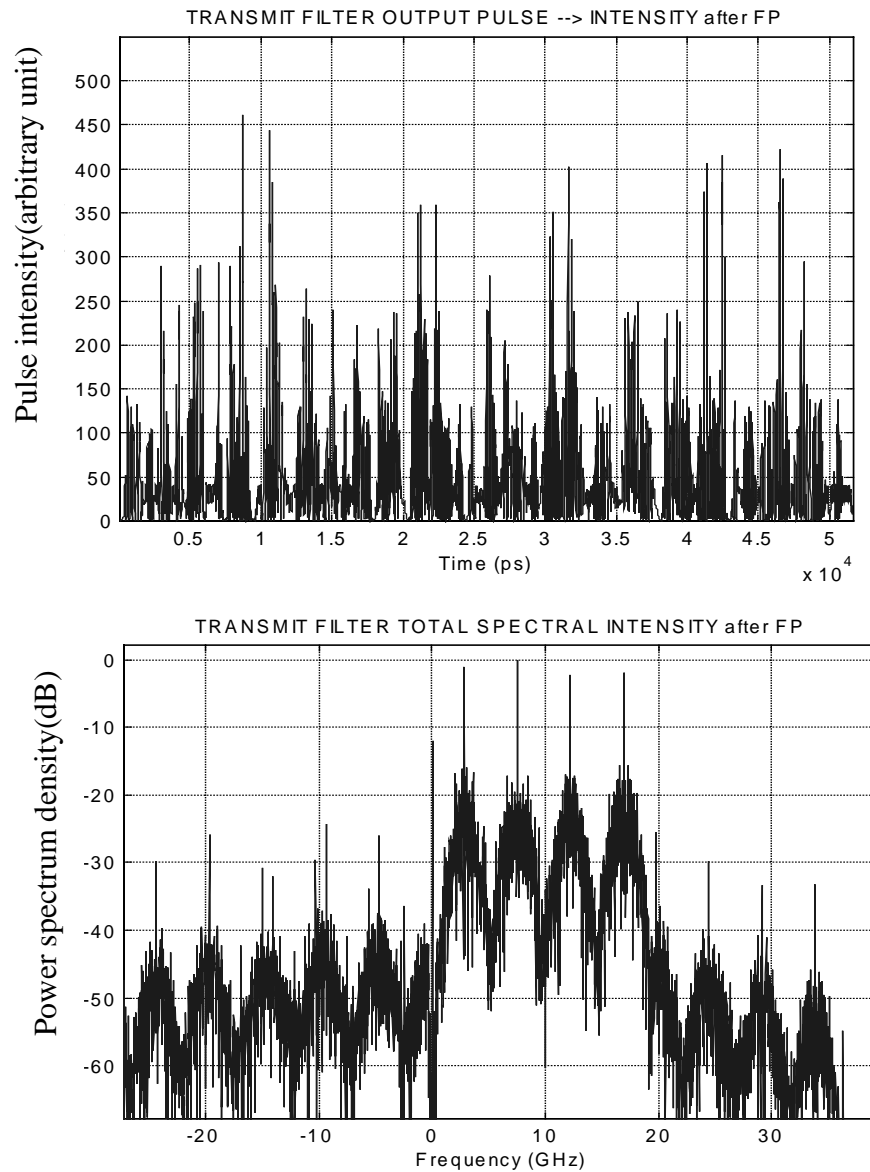 TRANSMIT FILTER OUTPUT PULSE --> INTENSITY after FP
Pulse intensity(arbitrary unit)
500
450
400
350
300
250
200
150
100
50
0
0.5 1 1.5 2 2.5 3 3.5 4 4.5 5
Time (ps)
x 10^4
TRANSMIT FILTER TOTAL SPECTRAL INTENSITY after FP
Power spectrum density(dB)
0
-10
-20
-30
-40
-50
-60
-20 -10 0 10 20 30
Frequency (GHz)